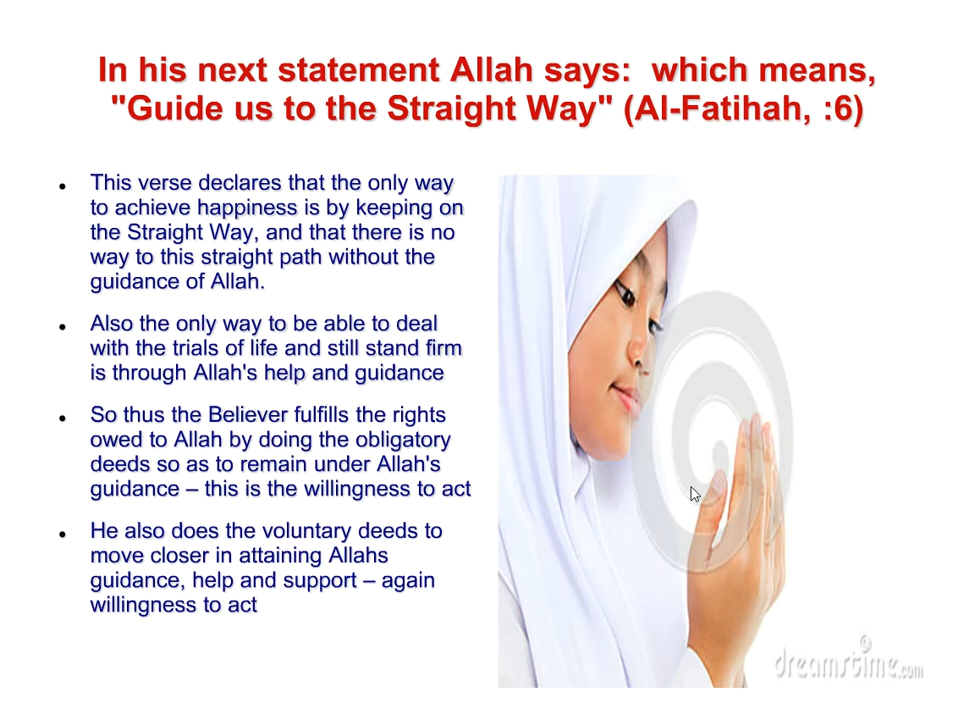 In his next statement Allah says:  which means,
"Guide us to the Straight Way" (Al-Fatihah, :6)
This verse declares that the only way
to achieve happiness is by keeping on
the Straight Way, and that there is no
way to this straight path without the
guidance of Allah.
Also the only way to be able to deal
with the trials of life and still stand firm
is through Allah's help and guidance
So thus the Believer fulfills the rights
owed to Allah by doing the obligatory
deeds so as to remain under Allah's
guidance – this is the willingness to act
He also does the voluntary deeds to
move closer in attaining Allahs
guidance, help and support – again
willingness to act
dreamstime.com